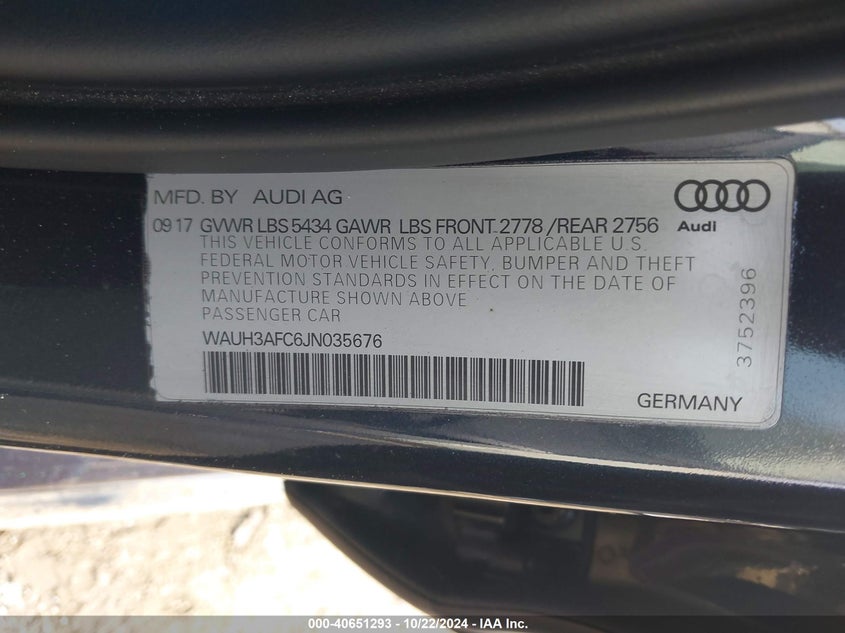 MFD. BY AUDI AG
09 17 GVWR LBS 5434 GAWR LBS FRONT 2778 /REAR 2756
Audi
THIS VEHICLE CONFORMS TO ALL APPLICABLE U.S.
FEDERAL MOTOR VEHICLE SAFETY, BUMPER AND THEFT
PREVENTION STANDARDS IN EFFECT ON THE DATE OF
MANUFACTURE SHOWN ABOVE
PASSENGER CAR
WAUH3AFC6JN035676
3752396
GERMANY
000-40651293 - 10/22/2024 - IAA Inc.